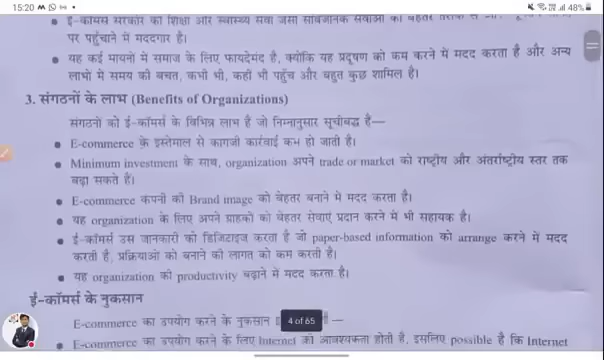 15:20
48%
ई-कॉमर्स सरकार को शिक्षा और स्वास्थ्य सेवा जैसी सार्वजनिक सेवाओं को बेहतर तरीके से
पर पहुँचाने में मददगार है।
यह कई मायनों में समाज के लिए फायदेमंद है, क्योंकि यह प्रदूषण को कम करने में मदद करता है और अन्य
लाभों में समय की बचत, कभी भी, कहीं भी पहुँच और बहुत कुछ शामिल है।
3. संगठनों के लाभ (Benefits of Organizations)
संगठनों को ई-कॉमर्स के विभिन्न लाभ है जो निम्नानुसार सूचीबद्ध है—
E-commerce के इस्तेमाल से कागजी कार्रवाई कम हो जाती है।
Minimum investment के साथ, organization अपने trade or market को राष्ट्रीय और अंतर्राष्ट्रीय स्तर तक
बढ़ा सकते हैं।
E-commerce कंपनी की Brand image को बेहतर बनाने में मदद करता है।
यह organization के लिए अपने ग्राहकों को बेहतर सेवाएं प्रदान करने में भी सहायक है।
ई-कॉमर्स उस जानकारी को डिजिटाइज करता है जो paper-based information को arrange करने में मदद
करती है, प्रक्रियाओं को बनाने की लागत को कम करती है।
यह organization की productivity बढ़ाने में मदद करता है।
ई-कॉमर्स के नुकसान
E-commerce का उपयोग करने के नुकसान
4 of 65
E-commerce का उपयोग करने के लिए Internet की आवश्यकता होती है, इसलिए possible है कि Internet